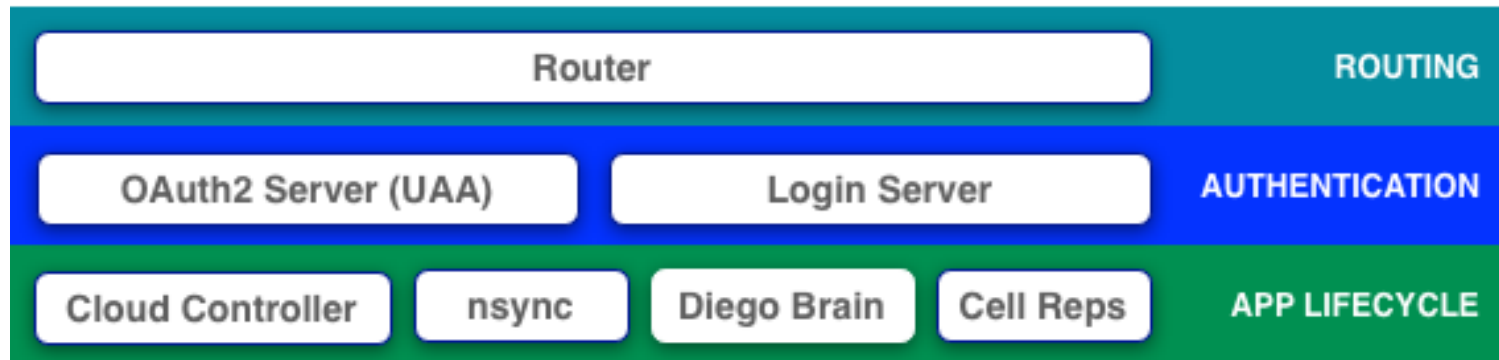 Router
ROUTING
OAuth2 Server (UAA)
Login Server
AUTHENTICATION
Cloud Controller
nsync
Diego Brain
Cell Reps
APP LIFECYCLE